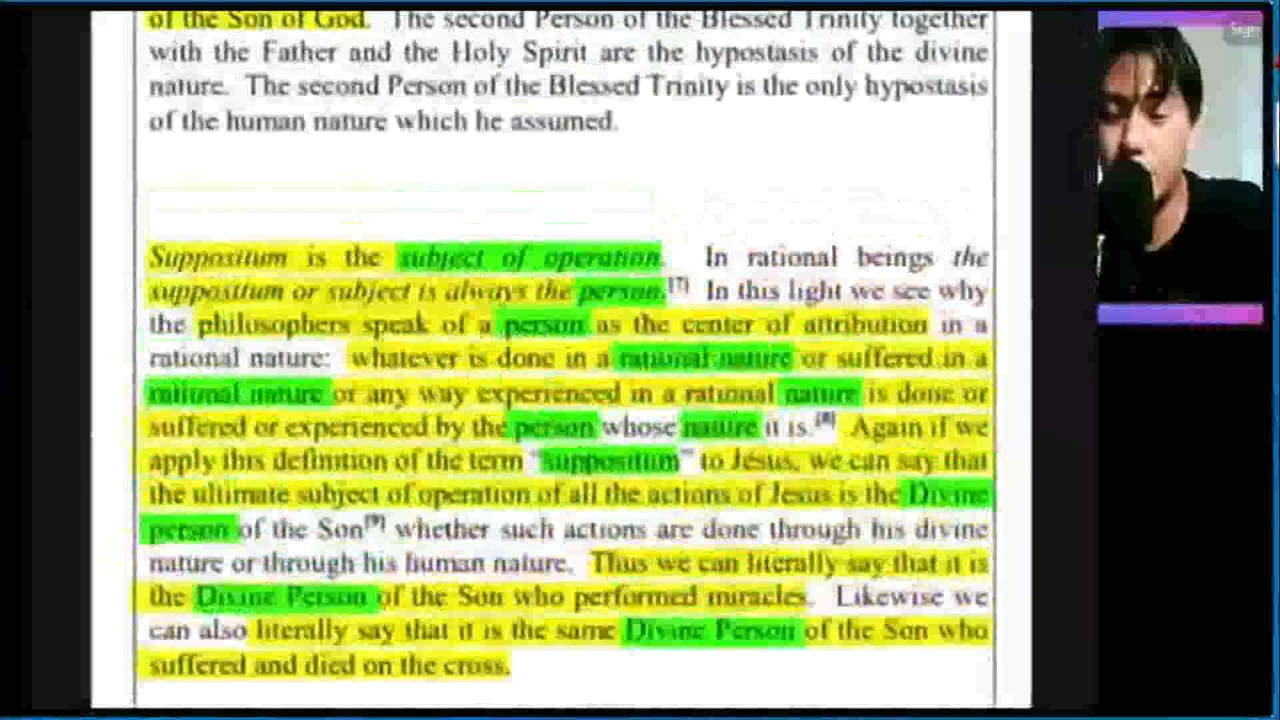 of the Son of God. The second Person of the Blessed Trinity together
with the Father and the Holy Spirit are the hypostasis of the divine
nature. The second Person of the Blessed Trinity is the only hypostasis
of the human nature which he assumed.
Suppositum is the subject of operation. In rational beings the
suppositum or subject is always the person.[7] In this light we see why
the philosophers speak of a person as the center of attribution in a
rational nature: whatever is done in a rational nature or suffered in a
rational nature or any way experienced in a rational nature is done or
suffered or experienced by the person whose nature it is.[8] Again if we
apply this definition of the term "suppositum" to Jesus, we can say that
the ultimate subject of operation of all the actions of Jesus is the Divine
person of the Son[9] whether such actions are done through his divine
nature or through his human nature. Thus we can literally say that it is
the Divine Person of the Son who performed miracles. Likewise we
can also literally say that it is the same Divine Person of the Son who
suffered and died on the cross.